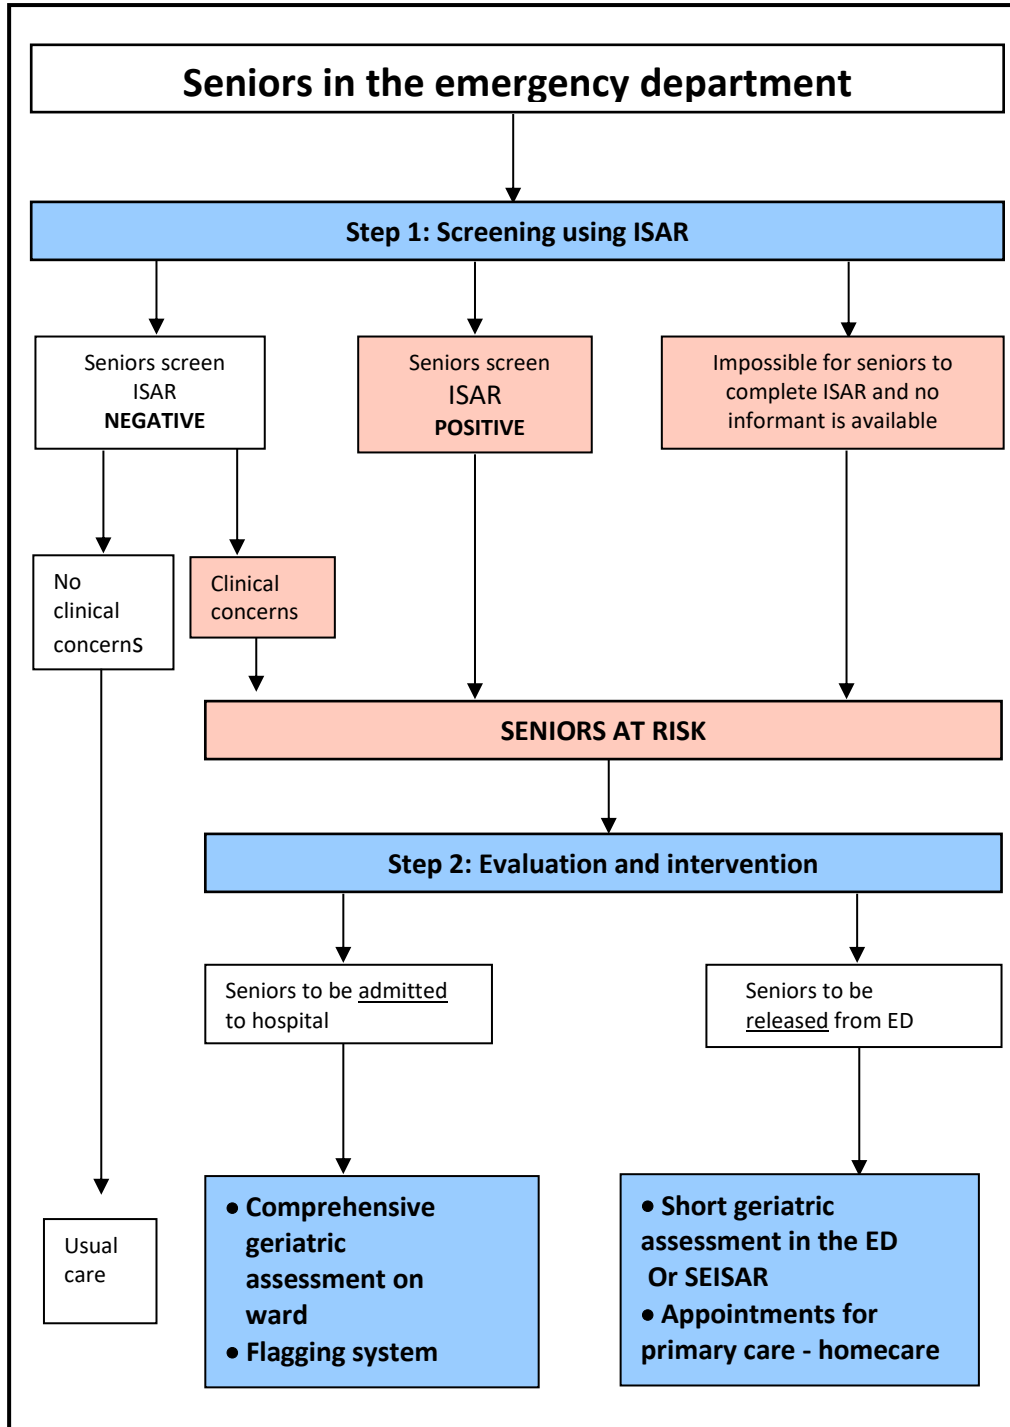 Seniors in the emergency department
Step 1: Screening using ISAR
Seniors screen
ISAR
NEGATIVE
Seniors screen
ISAR
POSITIVE
Impossible for seniors to
complete ISAR and no
informant is available
No
clinical
concerns
Clinical
concerns
SENIORS AT RISK
Step 2: Evaluation and intervention
Seniors to be admitted
to hospital
Seniors to be
released from ED
Usual
care
• Comprehensive
geriatric
assessment on
ward
• Flagging system
• Short geriatric
assessment in the ED
Or SEISAR
• Appointments for
primary care - homecare